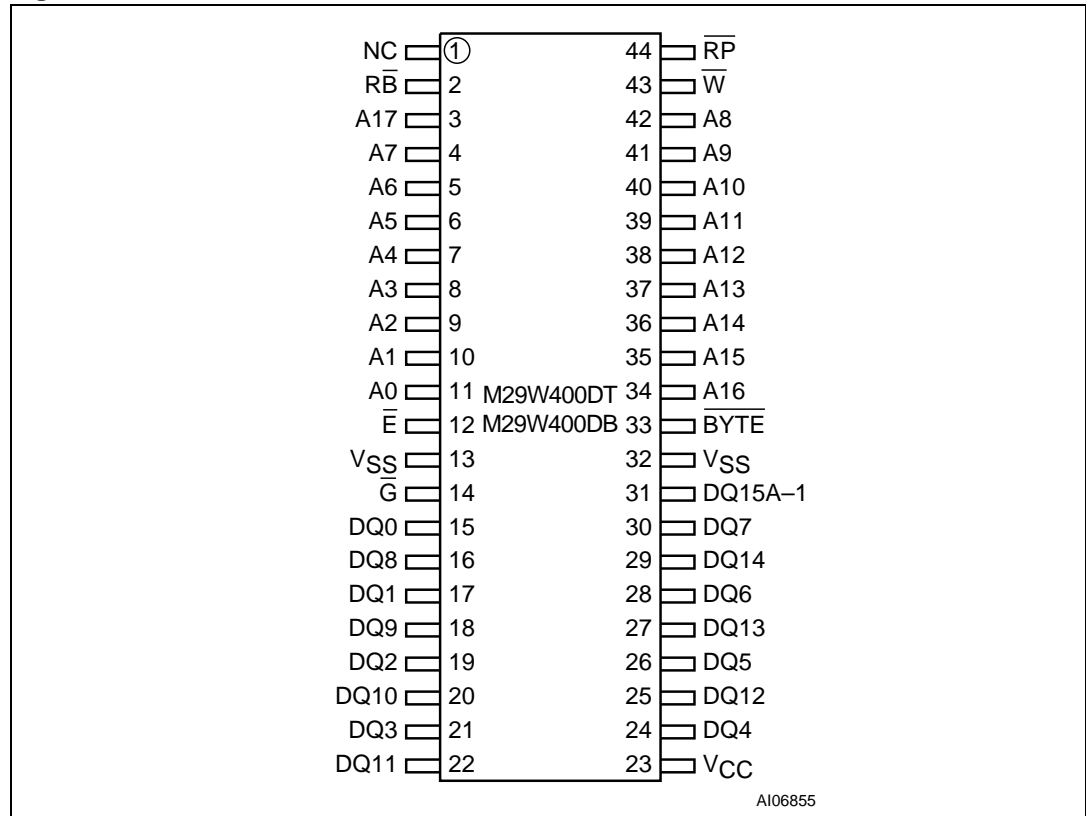 NC 1 44 R̅P̅
RB̅ 2 43 W̅
A17 3 42 A8
A7 4 41 A9
A6 5 40 A10
A5 6 39 A11
A4 7 38 A12
A3 8 37 A13
A2 9 36 A14
A1 10 35 A15
A0 11 M29W400DT 34 A16
E̅ 12 M29W400DB 33 B̅Y̅T̅E̅
VSS 13 32 VSS
G̅ 14 31 DQ15A–1
DQ0 15 30 DQ7
DQ8 16 29 DQ14
DQ1 17 28 DQ6
DQ9 18 27 DQ13
DQ2 19 26 DQ5
DQ10 20 25 DQ12
DQ3 21 24 DQ4
DQ11 22 23 VCC
AI06855